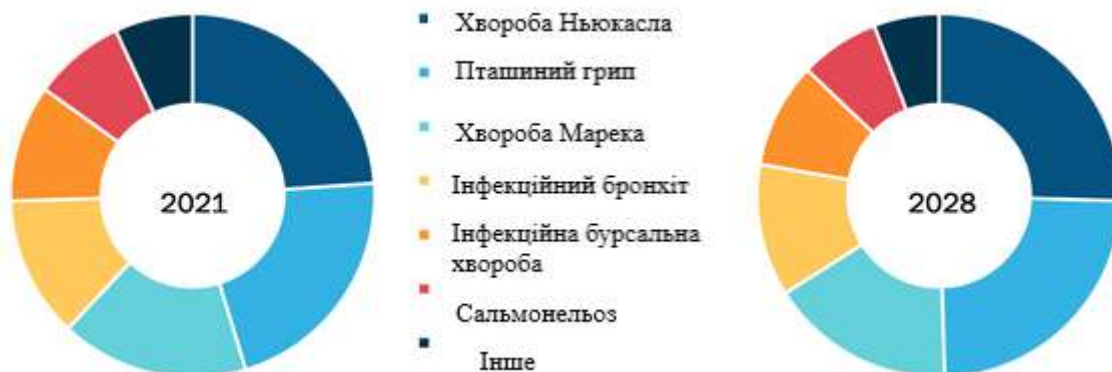 2021
Хвороба Ньюкасла
Пташиний грип
Хвороба Марека
Інфекційний бронхіт
Інфекційна бурсальна
хвороба
Сальмонельоз
Інше
2028